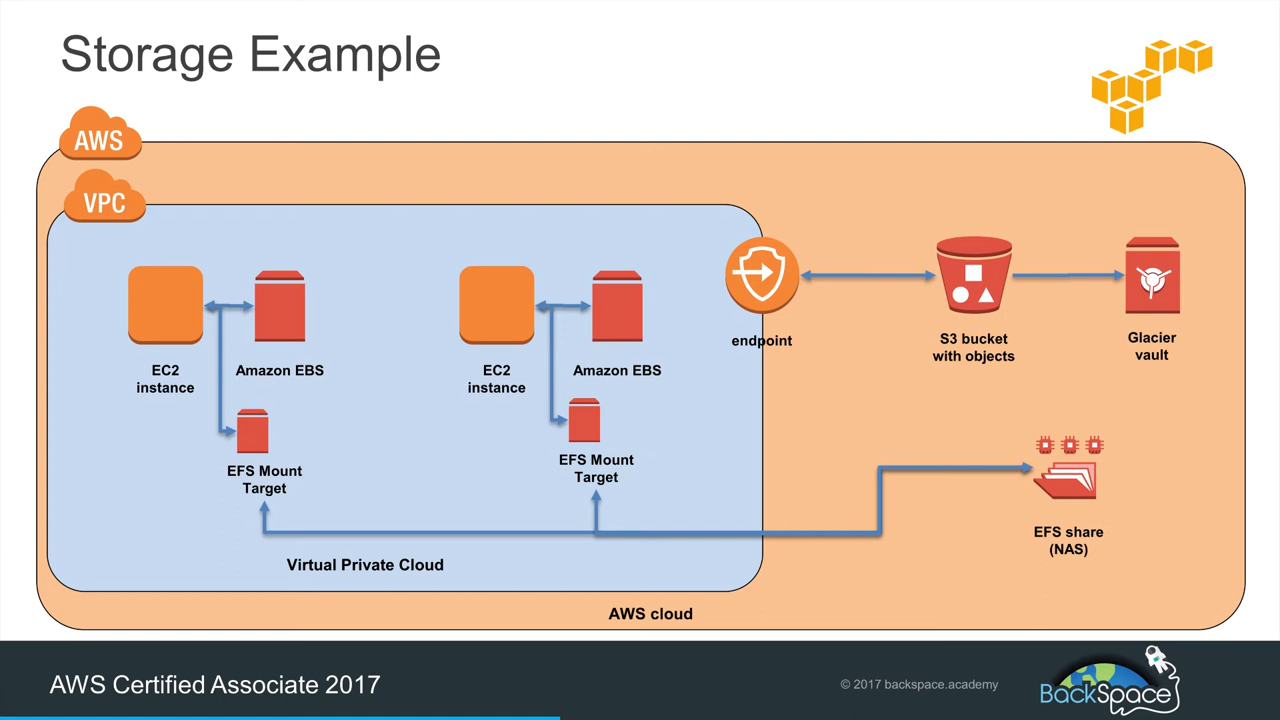 Storage Example
AWS
VPC
EC2
instance
Amazon EBS
EC2
instance
Amazon EBS
endpoint
S3 bucket
with objects
Glacier
vault
EFS Mount
Target
EFS Mount
Target
EFS share
(NAS)
Virtual Private Cloud
AWS cloud
AWS Certified Associate 2017
© 2017 backspace.academy
BackSpace